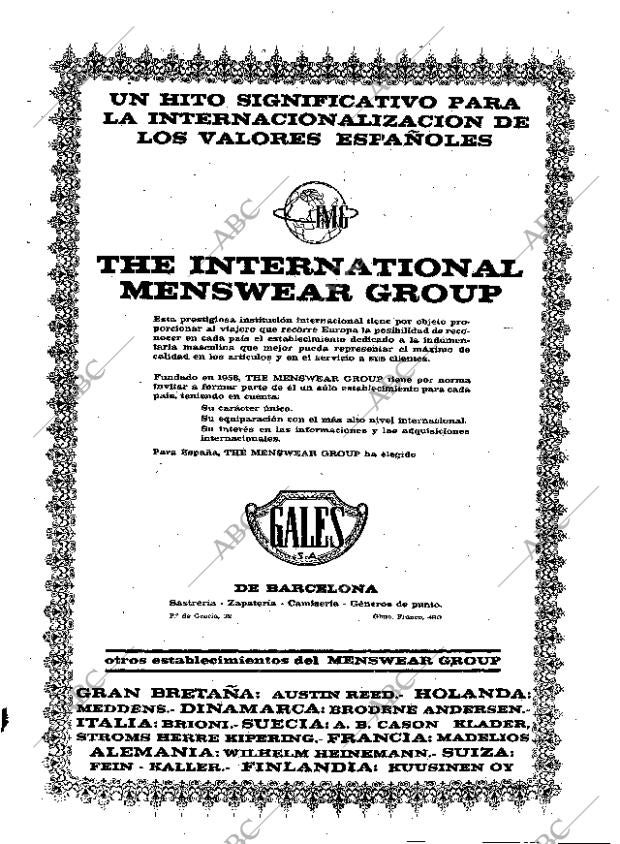 UN HITO SIGNIFICATIVO PARA
LA INTERNACIONALIZACION DE
LOS VALORES ESPAÑOLES
IMG
THE INTERNATIONAL
MENSWEAR GROUP
Esta prestigiosa institución internacional tiene por objeto pro-
porcionar al viajero que recorre Europa la posibilidad de reco-
nocer en cada país el establecimiento dedicado a la indumen-
taria masculina que mejor pueda representar el máximo de
calidad en los artículos y en el servicio a sus clientes.
Fundado en 1958, THE MENSWEAR GROUP tiene por norma
invitar a formar parte de él un sólo establecimiento para cada
país, teniendo en cuenta:
Su carácter único.
Su equiparación con el más alto nivel internacional.
Su interés en las informaciones y las adquisiciones
internacionales.
Para España, THE MENSWEAR GROUP ha elegido
GALES
S.A.
DE BARCELONA
Sastrería - Zapatería - Camisería - Géneros de punto.
P.º de Gracia, Gmo. Franco,
otros establecimientos del MENSWEAR GROUP
GRAN BRETAÑA: AUSTIN REED.- HOLANDA:
MEDDENS.- DINAMARCA: BRODRNE ANDERSEN.-
ITALIA: BRIONI.- SUECIA: A. B. CASON KLADER,
STROMS HERRE KIPERING.- FRANCIA: MADELIOS
ALEMANIA: WILHELM HEINEMANN.- SUIZA:
FEIN - KALLER.- FINLANDIA: KUUSINEN OY